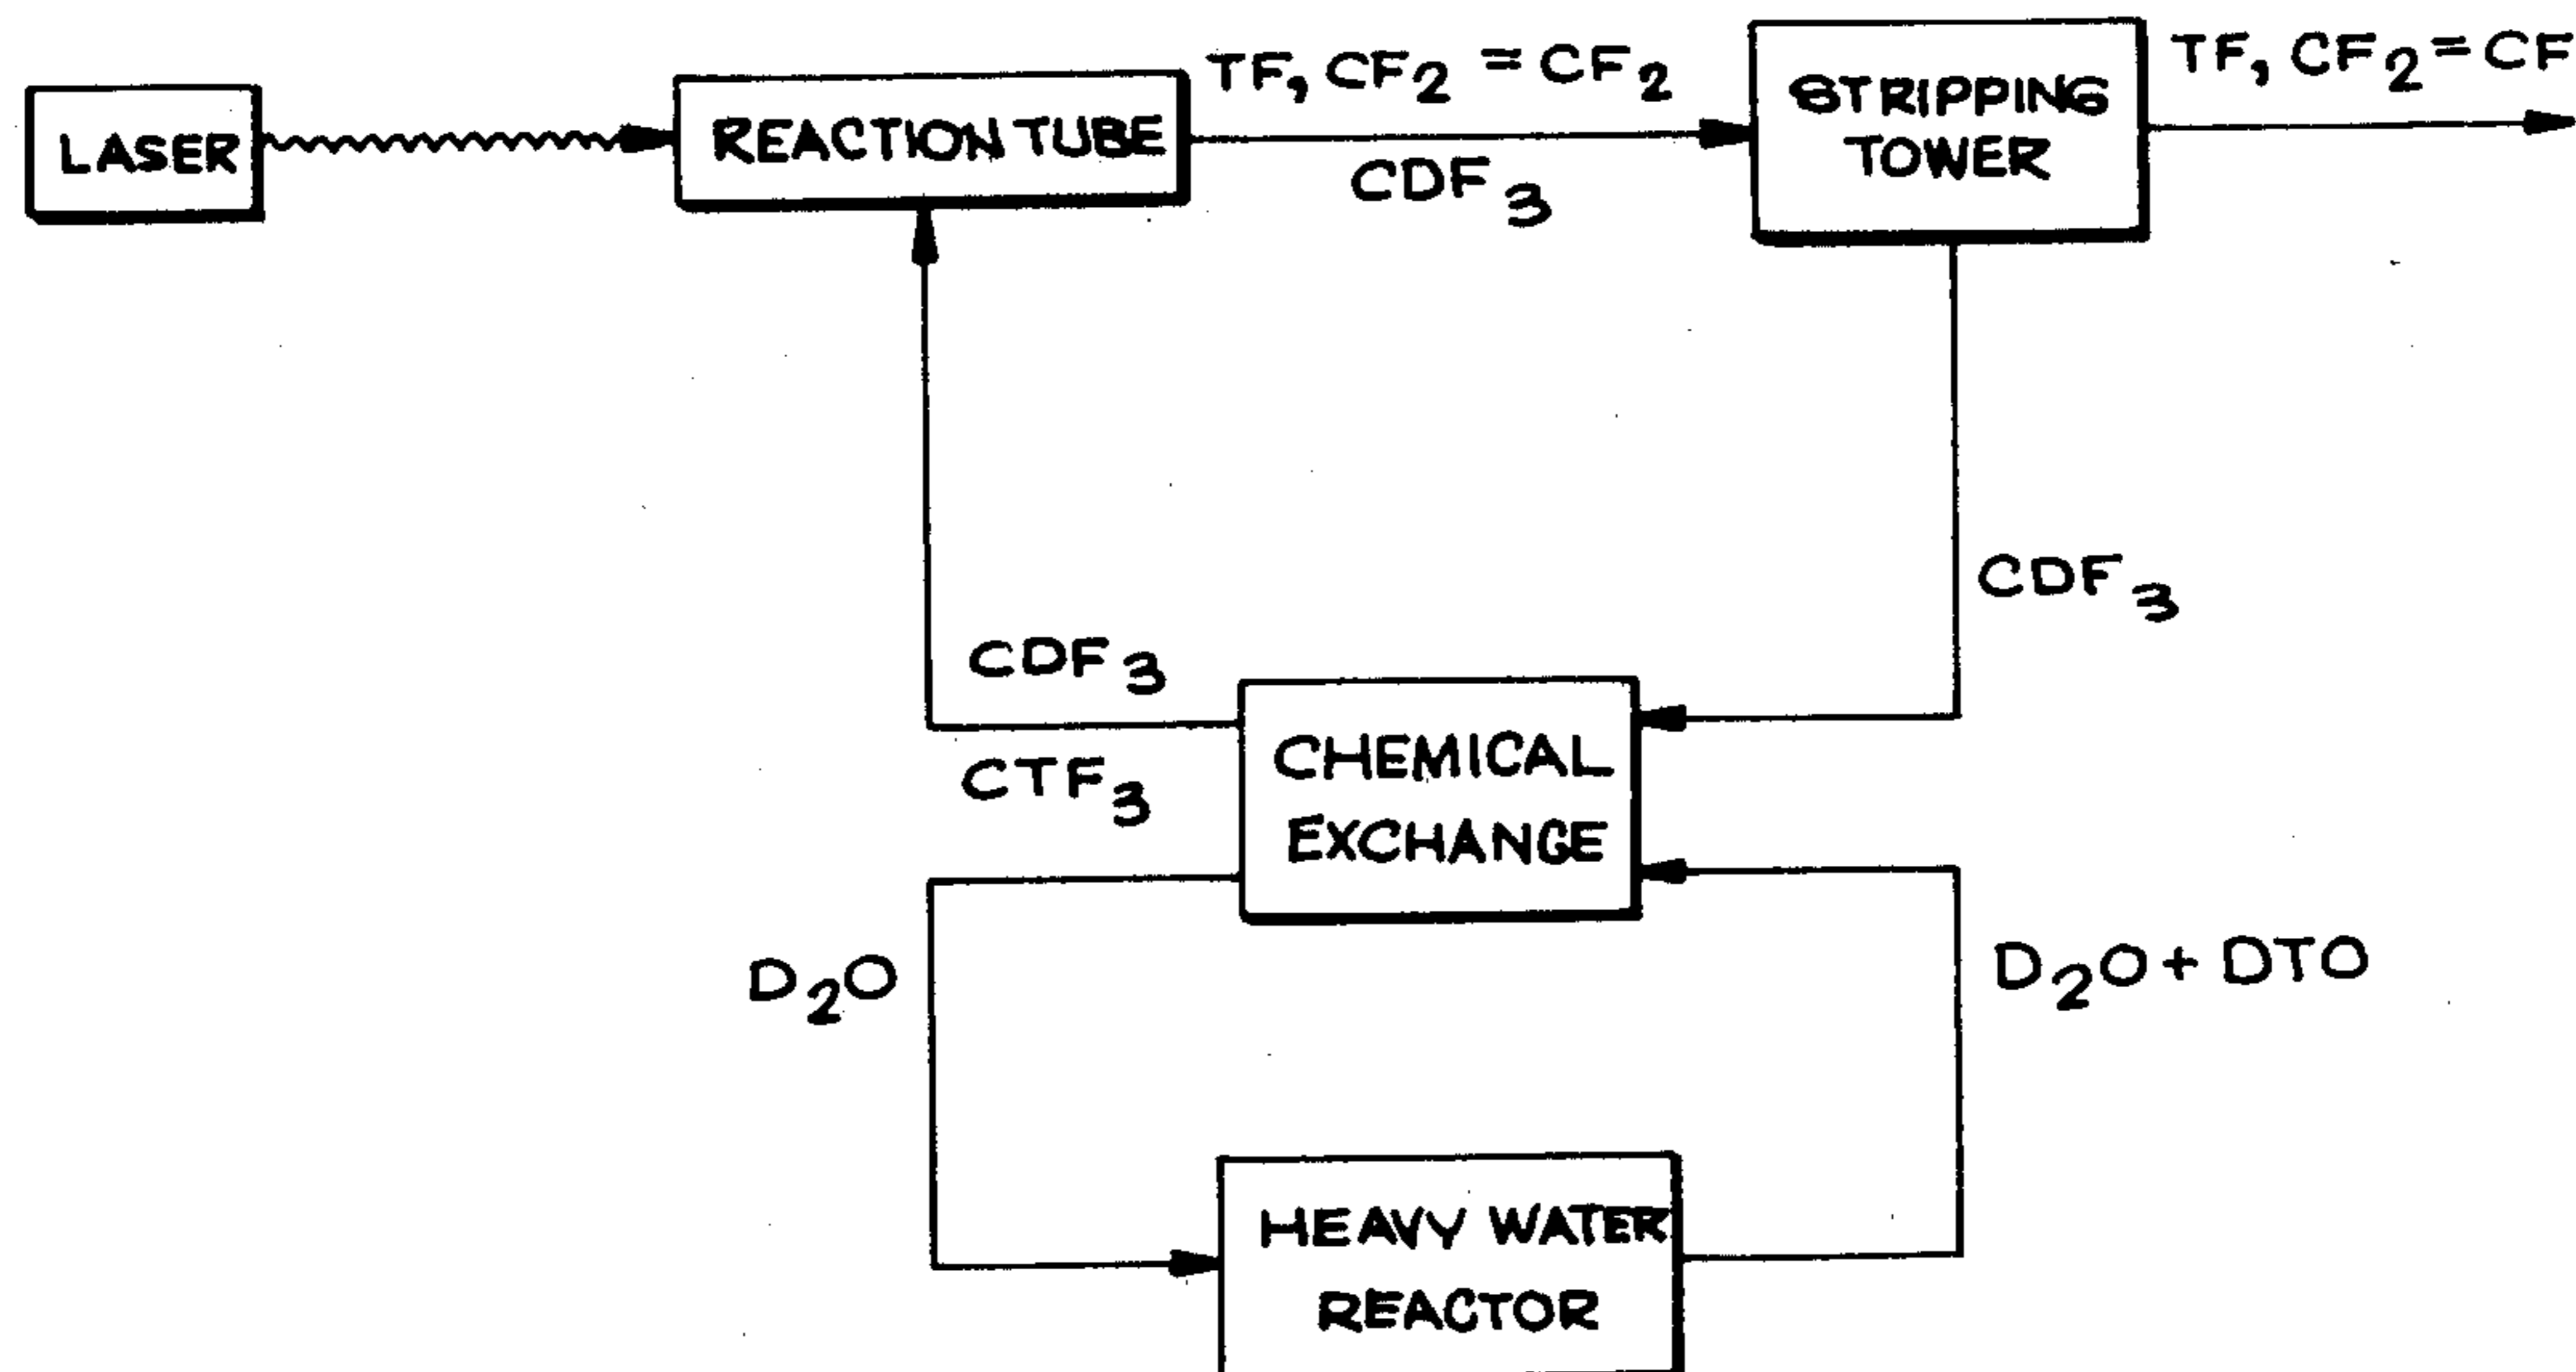 TF, CF₂ = CF₂
TF, CF₂ = CF
LASER
REACTION TUBE
STRIPPING
TOWER
CDF₃
CDF₃
CDF₃
CTF₃
CHEMICAL
EXCHANGE
D₂O
D₂O + DTO
HEAVY WATER
REACTOR